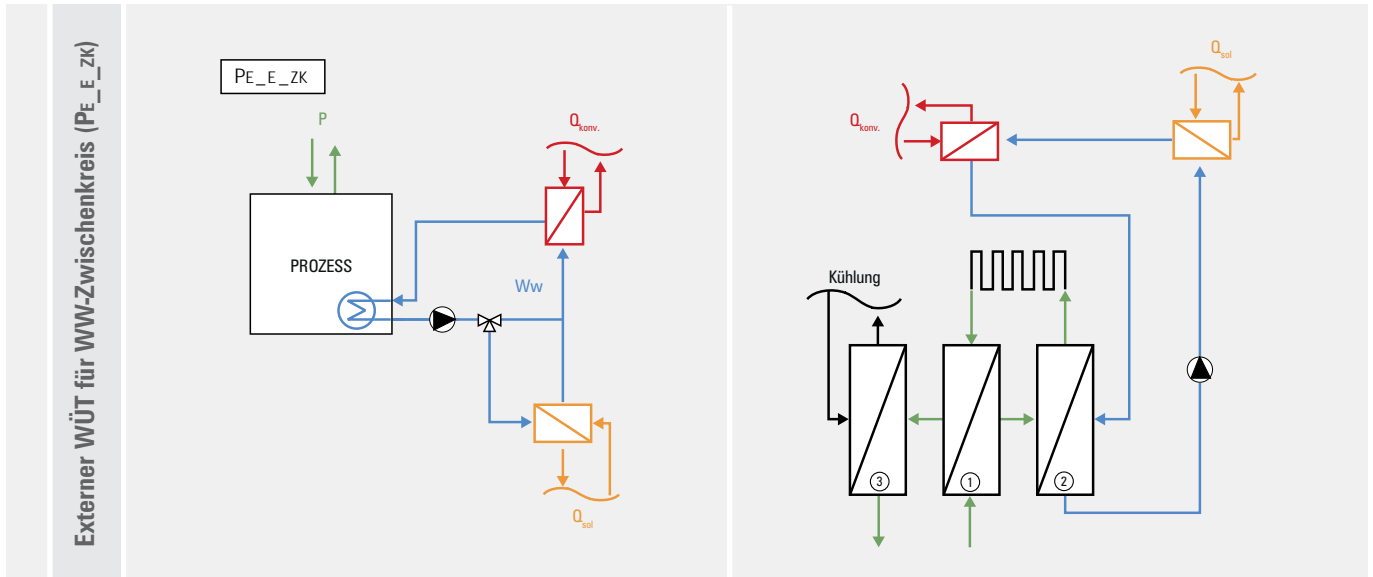 Externer WÜT für WW-Zwischenkreis (PE_E_ZK)
PE_E_ZK
P
Qkonv.
PROZESS
Ww
Qsol
Qsol
Qkonv.
Kühlung
3
1
2